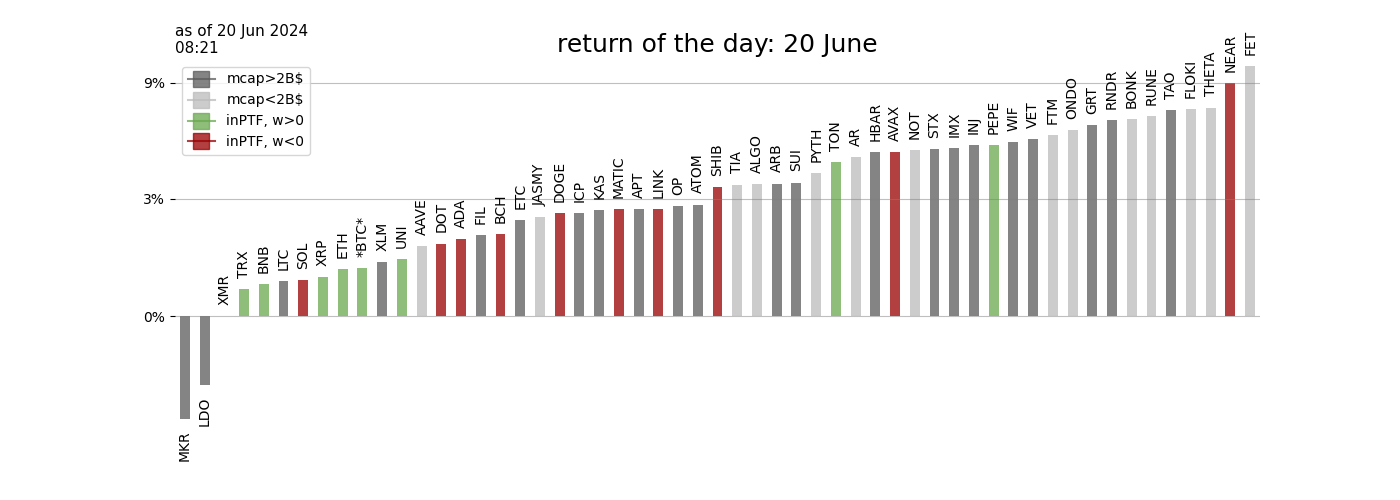 as of 20 Jun 2024
08:21
return of the day: 20 June
mcap>2B$
mcap<2B$
inPTF, w>0
inPTF, w<0
9%
3%
0%
MKR
LDO
XMR
TRX
BNB
LTC
SOL
XRP
ETH
*BTC*
XLM
UNI
AAVE
DOT
ADA
FIL
BCH
ETC
JASMY
DOGE
ICP
KAS
MATIC
APT
LINK
OP
ATOM
SHIB
TIA
ALGO
ARB
SUI
PYTH
TON
AR
HBAR
AVAX
NOT
STX
IMX
INJ
PEPE
WIF
VET
FTM
ONDO
GRT
RNDR
BONK
RUNE
TAO
FLOKI
THETA
NEAR
FET